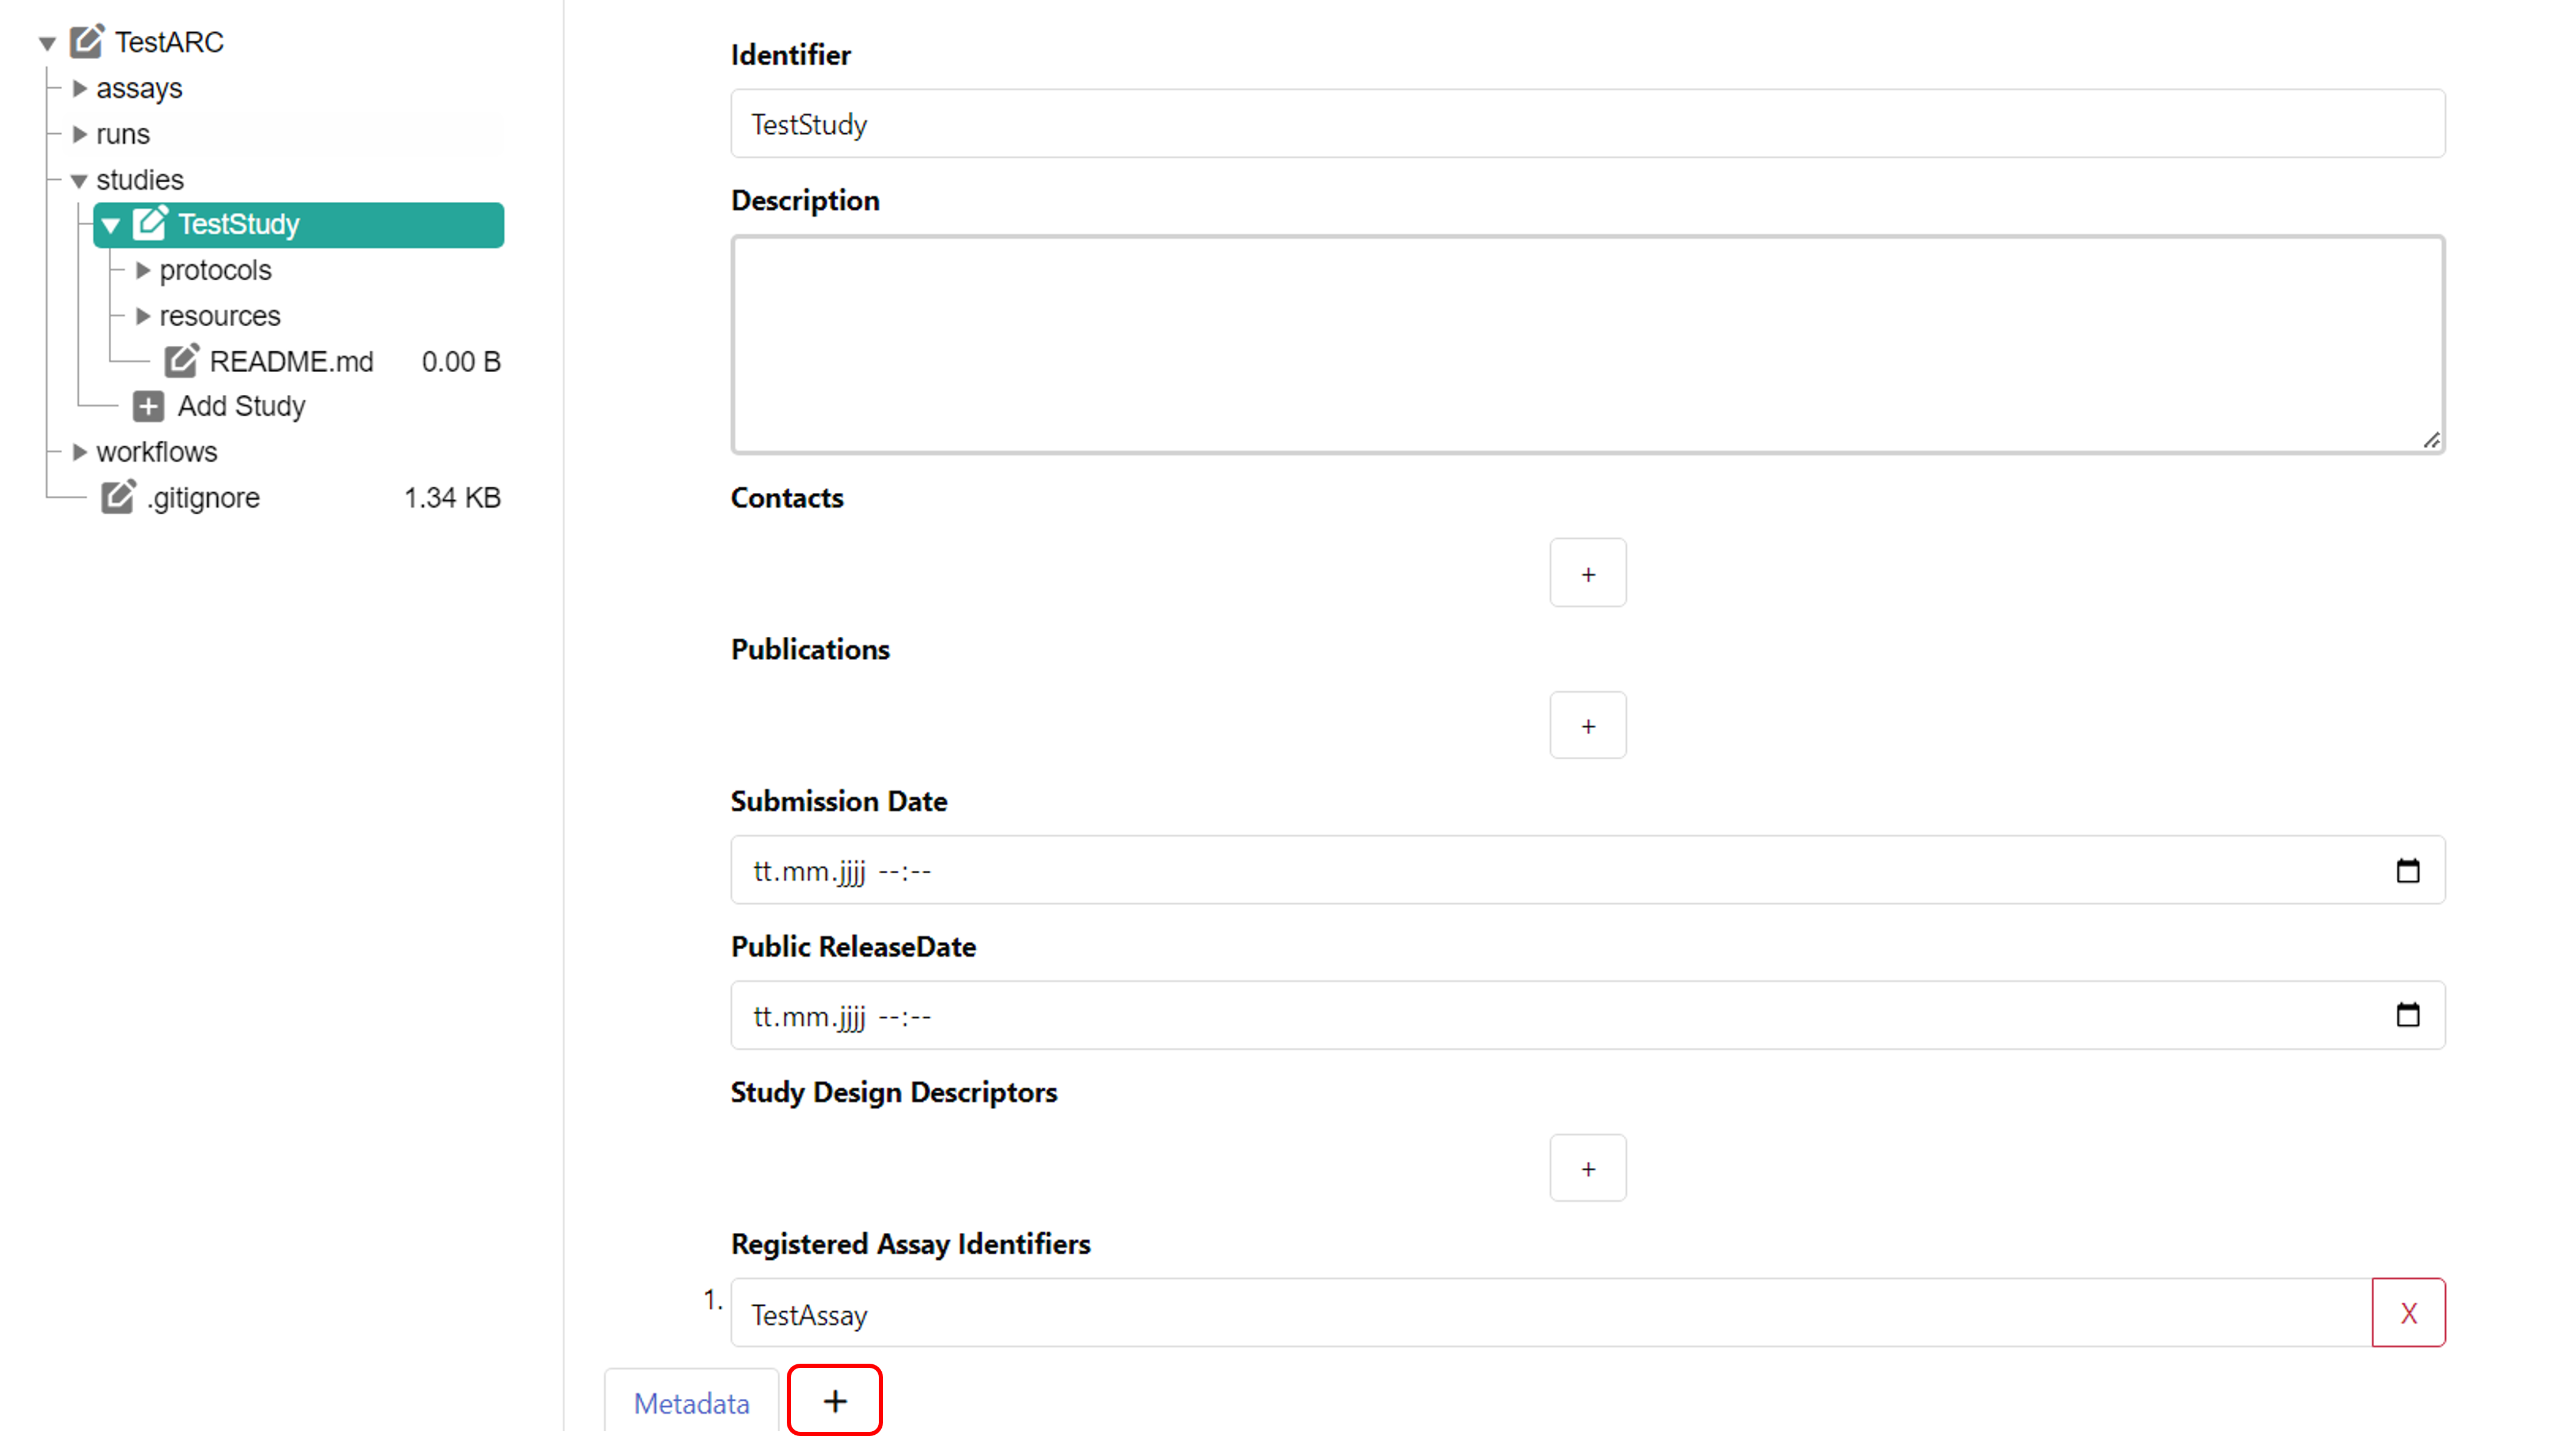 TestARC
assays
runs
studies
TestStudy
protocols
resources
README.md 0.00 B
Add Study
workflows
.gitignore 1.34 KB
Identifier
TestStudy
Description
Contacts
+
Publications
+
Submission Date
tt.mm.jjjj --:--
Public ReleaseDate
tt.mm.jjjj --:--
Study Design Descriptors
+
Registered Assay Identifiers
1. TestAssay X
Metadata +